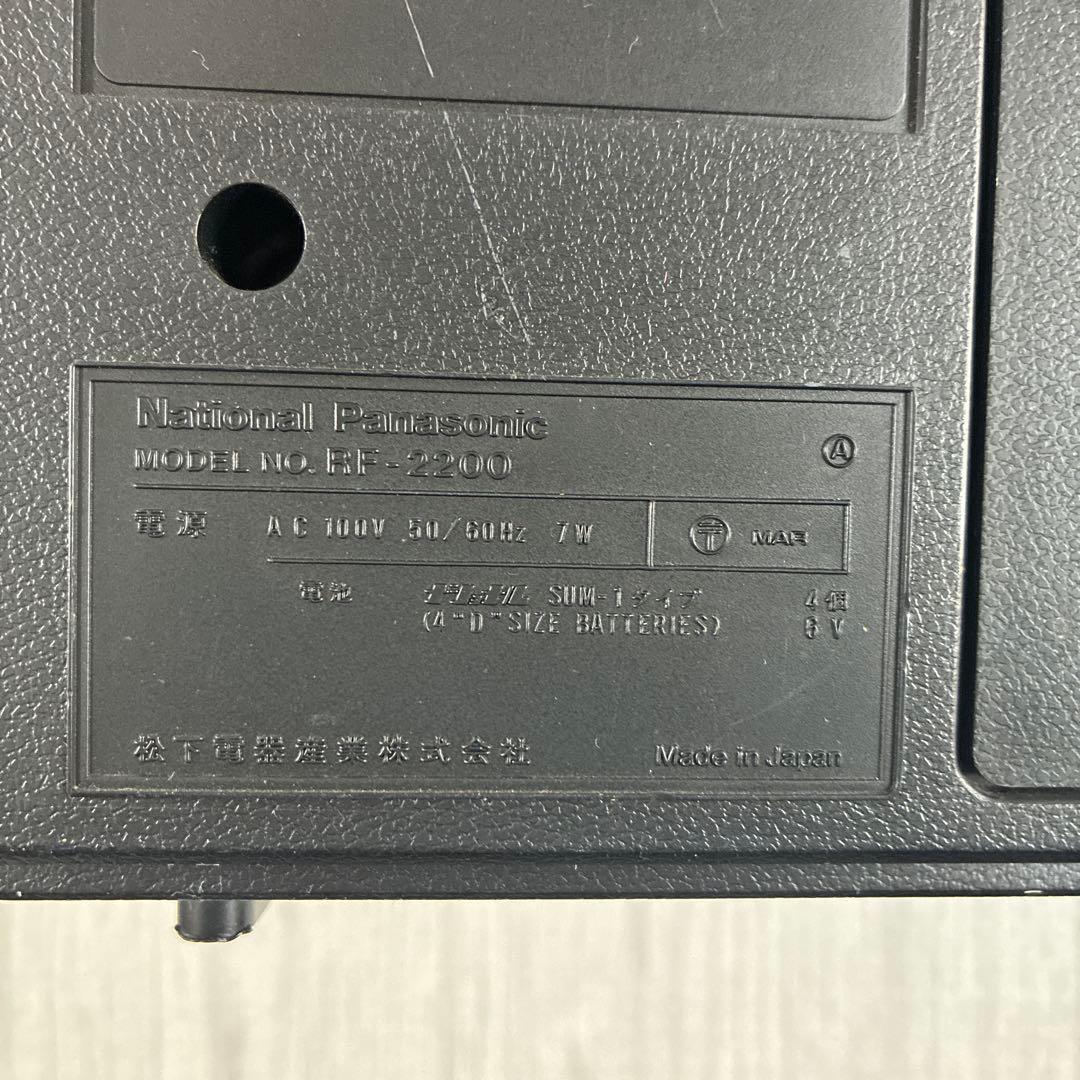 National Panasonic
MODEL NO. RF-2200
Ⓐ
電源 AC 100V 50/60Hz 7W
〒 MAR
電池 SUM-1タイプ 4個
(4 "D" SIZE BATTERIES) 6V
松下電器産業株式会社 Made in Japan